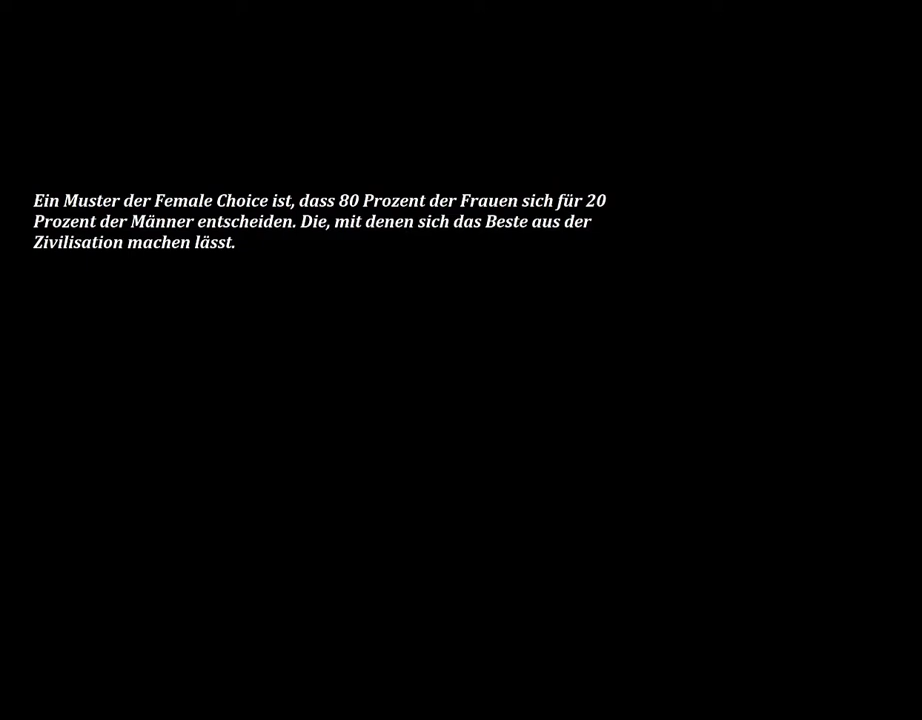 Ein Muster der Female Choice ist, dass 80 Prozent der Frauen sich für 20
Prozent der Männer entscheiden. Die, mit denen sich das Beste aus der
Zivilisation machen lässt.